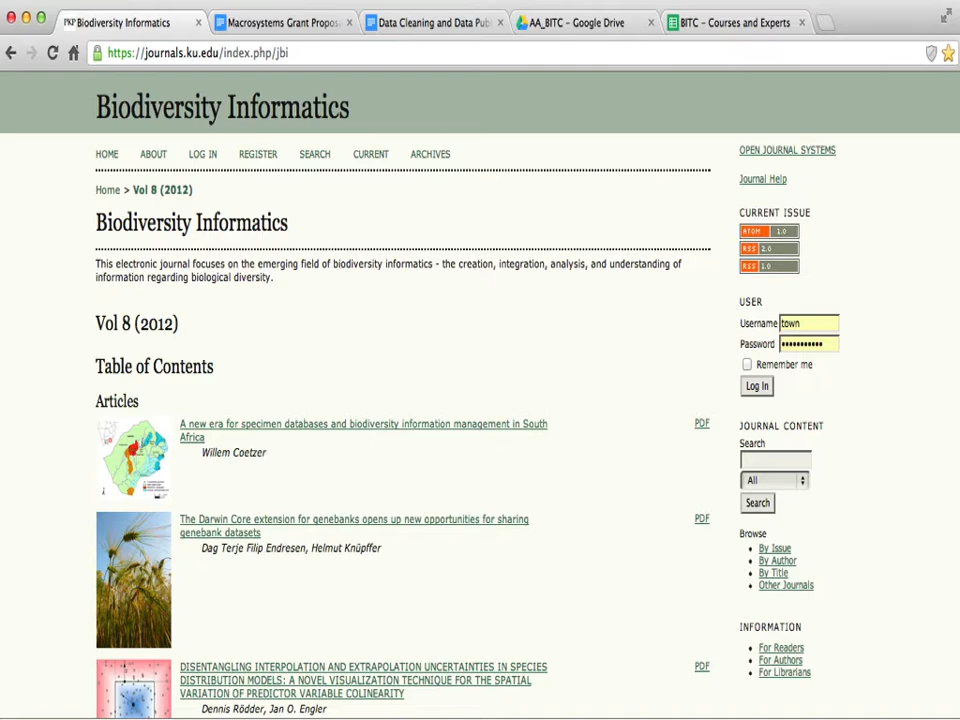 Biodiversity Informatics
Macrosystems Grant Propos
Data Cleaning and Data Pub
AA_BITC – Google Drive
BITC – Courses and Experts
https://journals.ku.edu/index.php/jbi
Biodiversity Informatics
HOME ABOUT LOG IN REGISTER SEARCH CURRENT ARCHIVES
Home > Vol 8 (2012)
Biodiversity Informatics
This electronic journal focuses on the emerging field of biodiversity informatics - the creation, integration, analysis, and understanding of
information regarding biological diversity.
Vol 8 (2012)
Table of Contents
Articles
A new era for specimen databases and biodiversity information management in South
Africa
PDF
Willem Coetzer
The Darwin Core extension for genebanks opens up new opportunities for sharing
genebank datasets
PDF
Dag Terje Filip Endresen, Helmut Knüpffer
DISENTANGLING INTERPOLATION AND EXTRAPOLATION UNCERTAINTIES IN SPECIES
DISTRIBUTION MODELS: A NOVEL VISUALIZATION TECHNIQUE FOR THE SPATIAL
VARIATION OF PREDICTOR VARIABLE COLINEARITY
PDF
Dennis Rödder, Jan O. Engler
OPEN JOURNAL SYSTEMS
Journal Help
CURRENT ISSUE
ATOM 1.0
RSS 2.0
RSS 1.0
USER
Username town
Password
Remember me
Log In
JOURNAL CONTENT
Search
All
Search
Browse
By Issue
By Author
By Title
Other Journals
INFORMATION
For Readers
For Authors
For Librarians